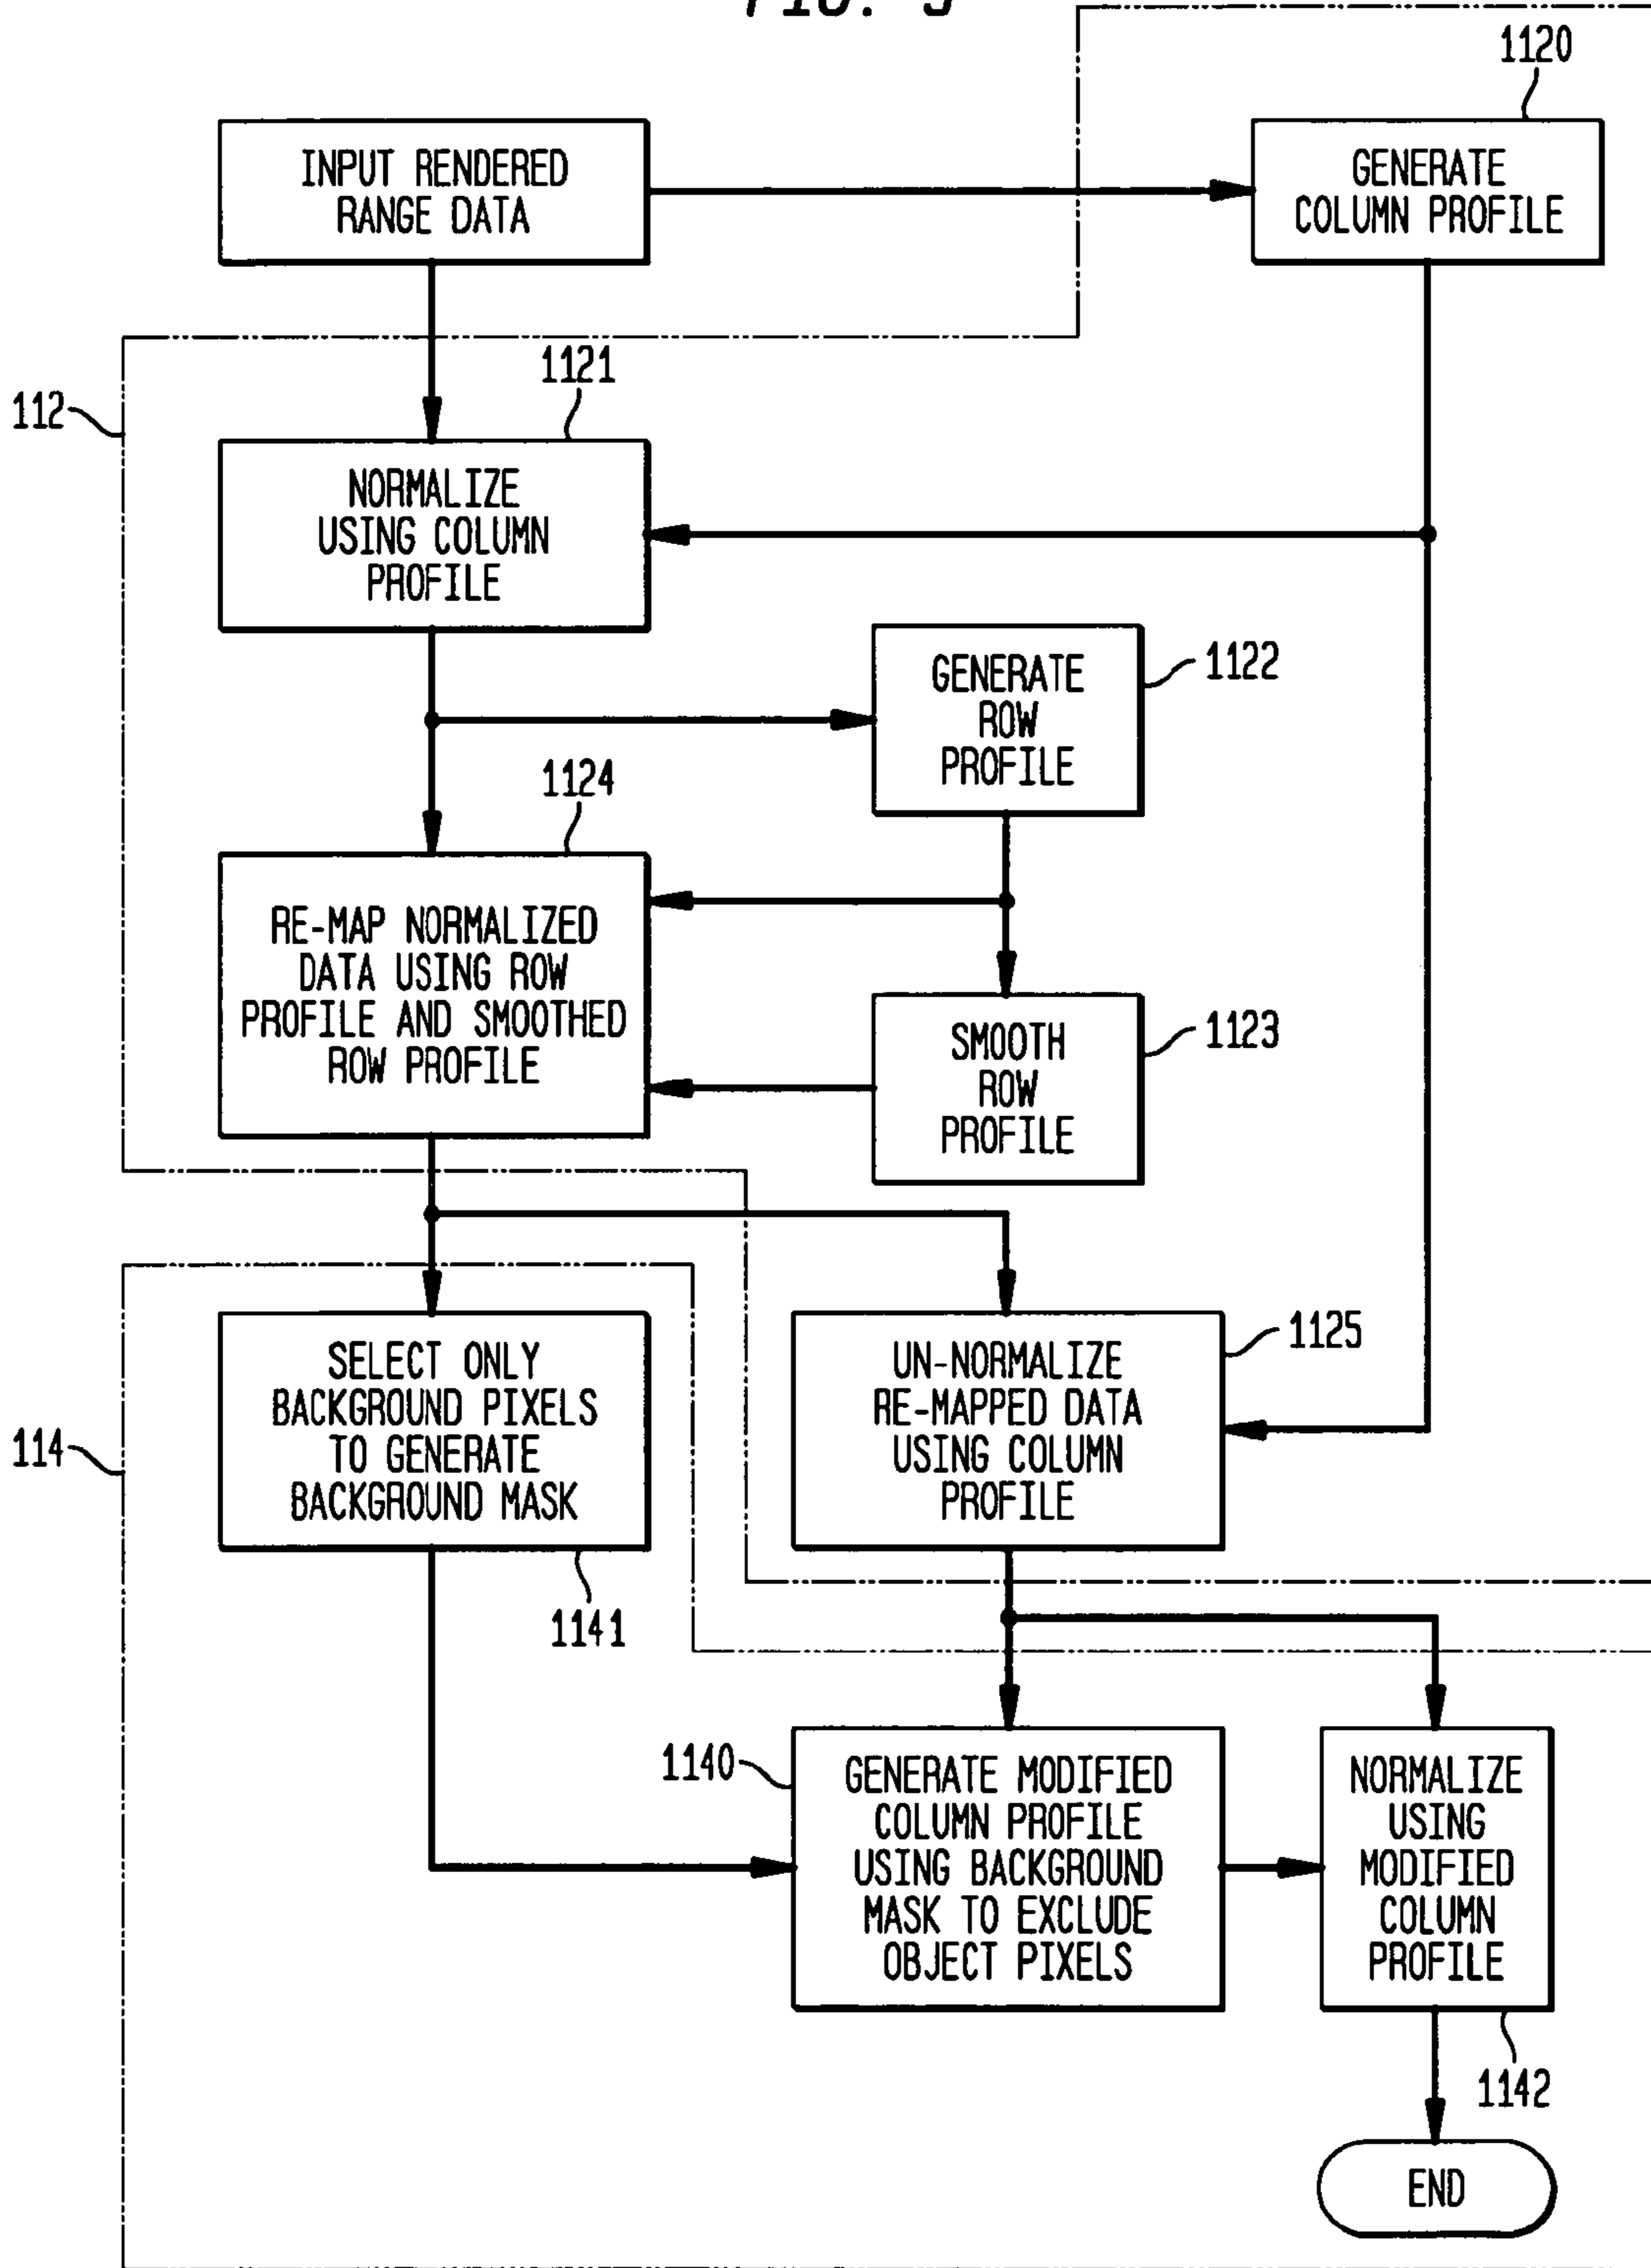 1120
INPUT RENDERED
RANGE DATA
GENERATE
COLUMN PROFILE
112
1121
NORMALIZE
USING COLUMN
PROFILE
GENERATE
ROW
PROFILE
1122
1124
RE-MAP NORMALIZED
DATA USING ROW
PROFILE AND SMOOTHED
ROW PROFILE
SMOOTH
ROW
PROFILE
1123
114
SELECT ONLY
BACKGROUND PIXELS
TO GENERATE
BACKGROUND MASK
1141
UN-NORMALIZE
RE-MAPPED DATA
USING COLUMN
PROFILE
1125
1140
GENERATE MODIFIED
COLUMN PROFILE
USING BACKGROUND
MASK TO EXCLUDE
OBJECT PIXELS
NORMALIZE
USING
MODIFIED
COLUMN
PROFILE
1142
END